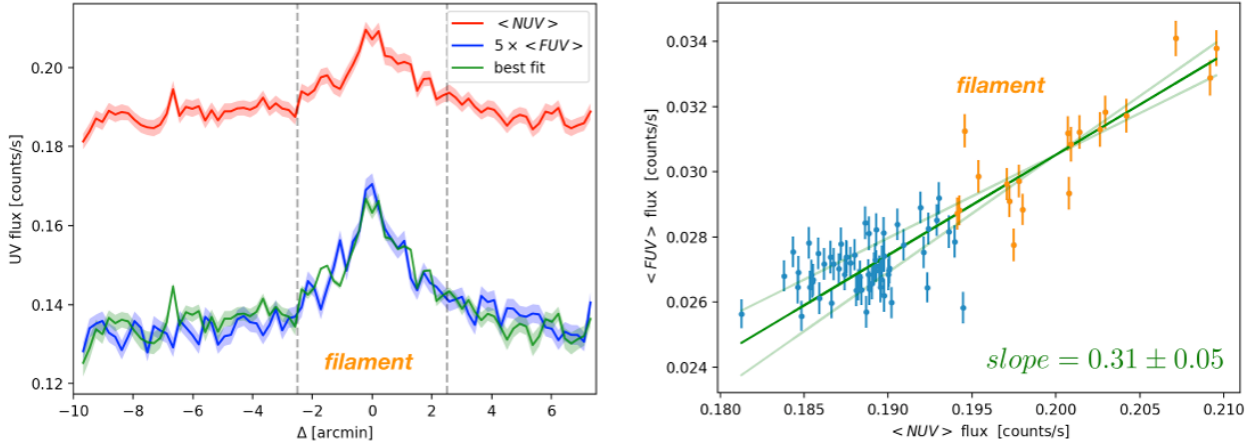 <NUV>
5 × <FUV>
best fit
0.20
0.18
0.16
0.14
0.12
UV flux [counts/s]
filament
−10 −8 −6 −4 −2 0 2 4 6
Δ [arcmin]
0.034
0.032
0.030
0.028
0.026
0.024
<FUV> flux [counts/s]
filament
slope = 0.31 ± 0.05
0.180 0.185 0.190 0.195 0.200 0.205 0.210
<NUV> flux [counts/s]